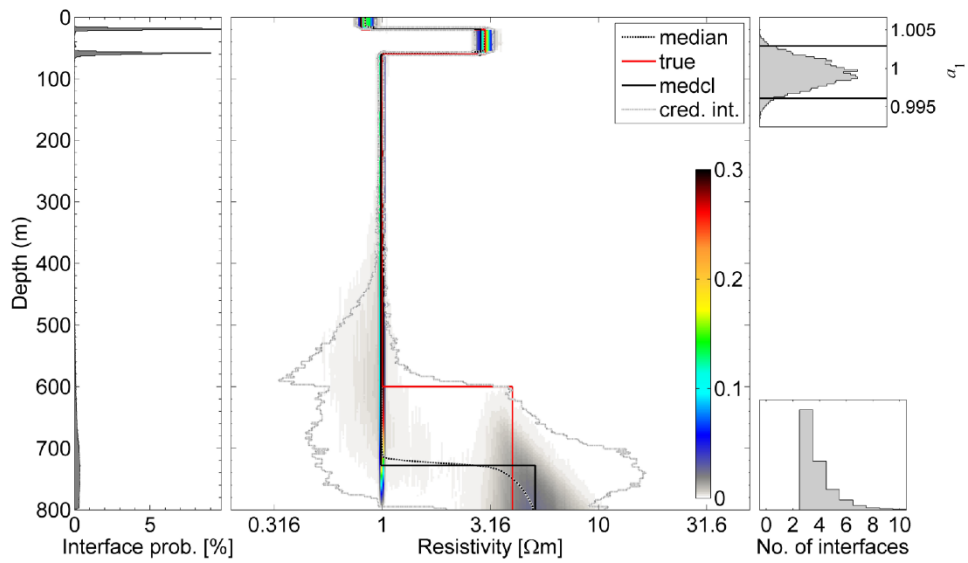 0
100
200
300
400
500
600
700
800
Depth (m)
0 5
Interface prob. [%]
median
true
medcl
cred. int.
0.3
0.2
0.1
0
0.316 1 3.16 10 31.6
Resistivity [Ωm]
1.005
1
0.995
a1
0 2 4 6 8 10
No. of interfaces